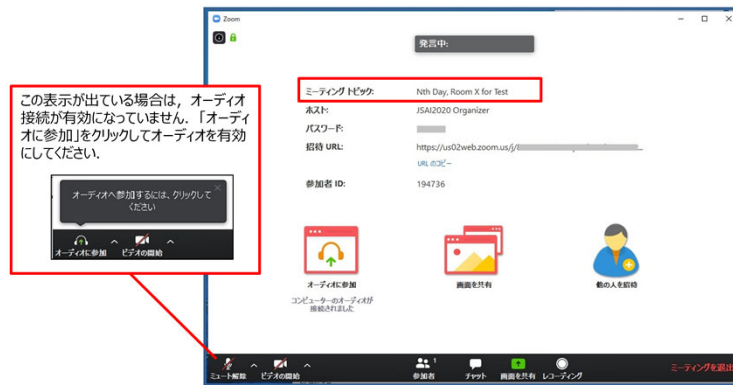 Zoom
発言中:
この表示が出ている場合は，オーディオ
接続が有効になっていません．「オーディ
オに参加」をクリックしてオーディオを有効
にしてください．
オーディオへ参加するには、クリックして
ください
オーディオに参加
ビデオの開始
ミーティングトピック: Nth Day, Room X for Test
ホスト: JSAI2020 Organizer
パスワード:
招待 URL: https://us02web.zoom.us/j/
URL のコピー
参加者 ID: 194736
オーディオに参加
画面を共有
他の人を招待
コンピューターのオーディオが
接続されました
ミュート解除
ビデオの開始
1
参加者
チャット
画面を共有
レコーディング
ミーティングを退出